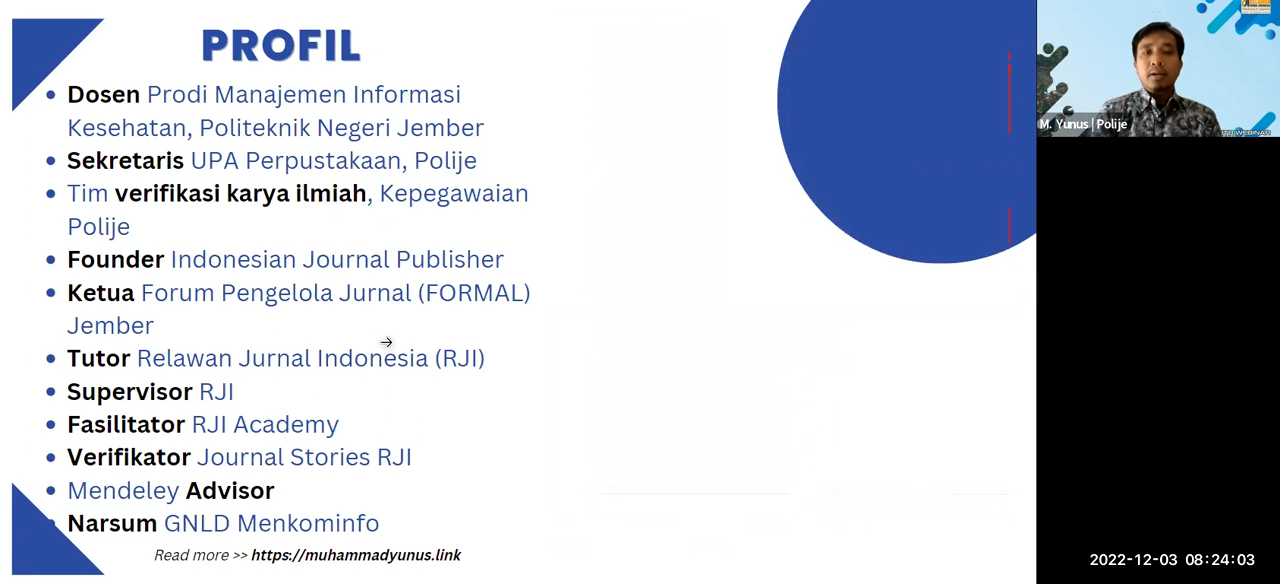 PROFIL
Dosen Prodi Manajemen Informasi
Kesehatan, Politeknik Negeri Jember
Sekretaris UPA Perpustakaan, Polije
Tim verifikasi karya ilmiah, Kepegawaian
Polije
Founder Indonesian Journal Publisher
Ketua Forum Pengelola Jurnal (FORMAL)
Jember
Tutor Relawan Jurnal Indonesia (RJI)
Supervisor RJI
Fasilitator RJI Academy
Verifikator Journal Stories RJI
Mendeley Advisor
Narsum GNLD Menkominfo
Read more >> https://muhammadyunus.link
M. Yunus | Polije
WEBINAR
2022-12-03 08:24:03